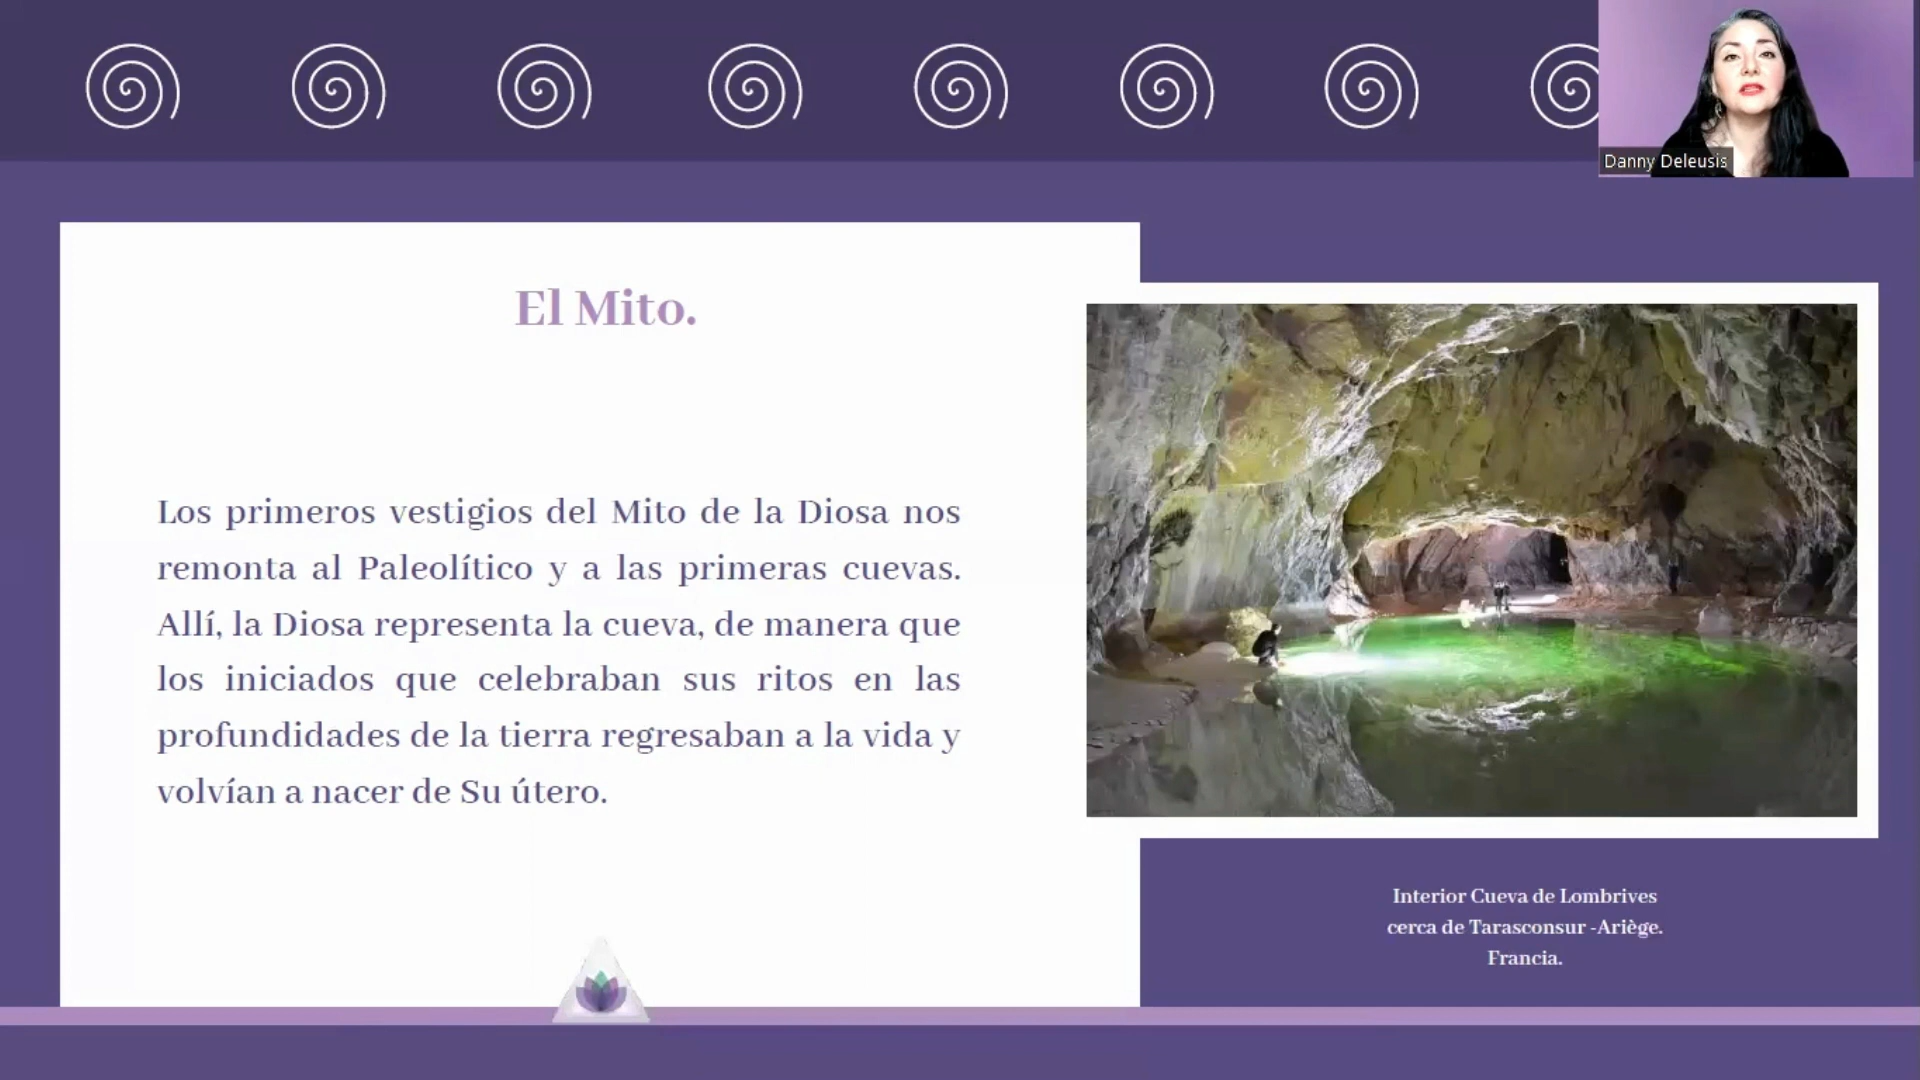 Danny Deleusis
El Mito.
Los primeros vestigios del Mito de la Diosa nos
remonta al Paleolítico y a las primeras cuevas.
Allí, la Diosa representa la cueva, de manera que
los iniciados que celebraban sus ritos en las
profundidades de la tierra regresaban a la vida y
volvían a nacer de Su útero.
Interior Cueva de Lombrives
cerca de Tarasconsur -Ariège.
Francia.